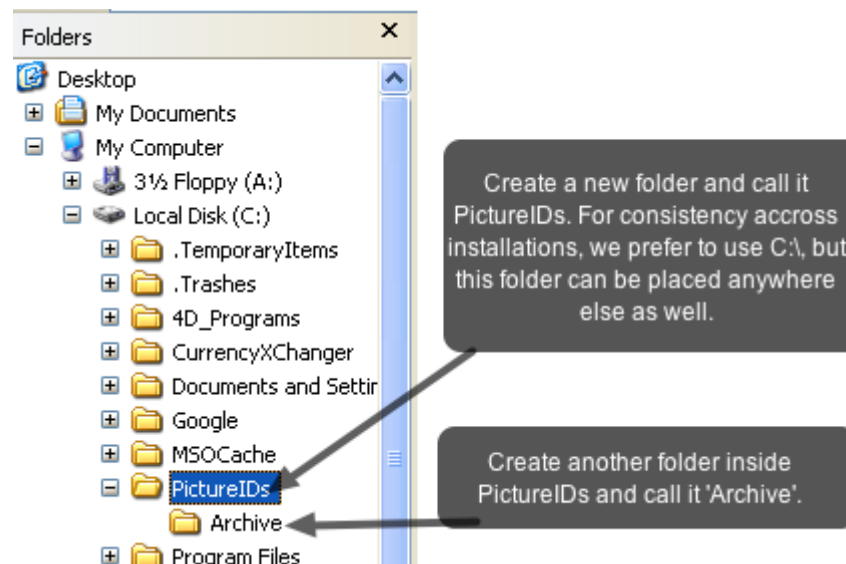 Folders
Desktop
My Documents
My Computer
3½ Floppy (A:)
Local Disk (C:)
.TemporaryItems
.Trashes
4D_Programs
CurrencyXChanger
Documents and Settir
Google
MSOCache
PictureIDs
Archive
Program Files
Create a new folder and call it
PictureIDs. For consistency accross
installations, we prefer to use C:\, but
this folder can be placed anywhere
else as well.
Create another folder inside
PictureIDs and call it 'Archive'.